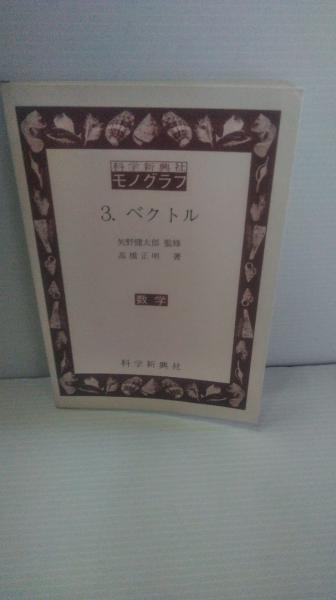 科学新興社
モノグラフ
3. ベクトル
矢野健太郎 監修
高橋正明 著
数学
科学新興社